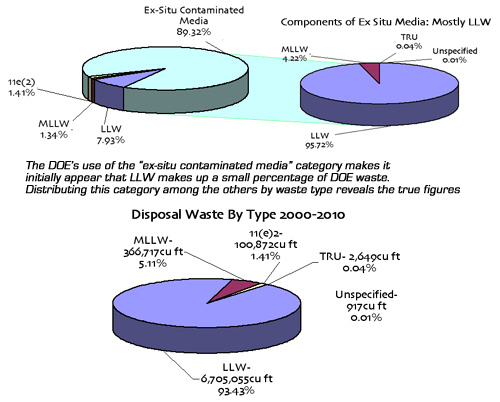 Ex-Situ Contaminated
Media
89.32%
11e(2)
1.41%
MLLW
1.34%
LLW
7.93%
Components of Ex Situ Media: Mostly LLW
MLLW
4.22%
TRU
0.04%
Unspecified
0.01%
LLW
95.72%
The DOE's use of the "ex-situ contaminated media" category makes it
initially appear that LLW makes up a small percentage of DOE waste.
Distributing this category among the others by waste type reveals the true figures
Disposal Waste By Type 2000-2010
MLLW-
366,717cu ft
5.11%
11(e)2-
100,872cu ft
1.41%
TRU- 2,649cu ft
0.04%
Unspecified-
917cu ft
0.01%
LLW-
6,705,055cu ft
93.43%